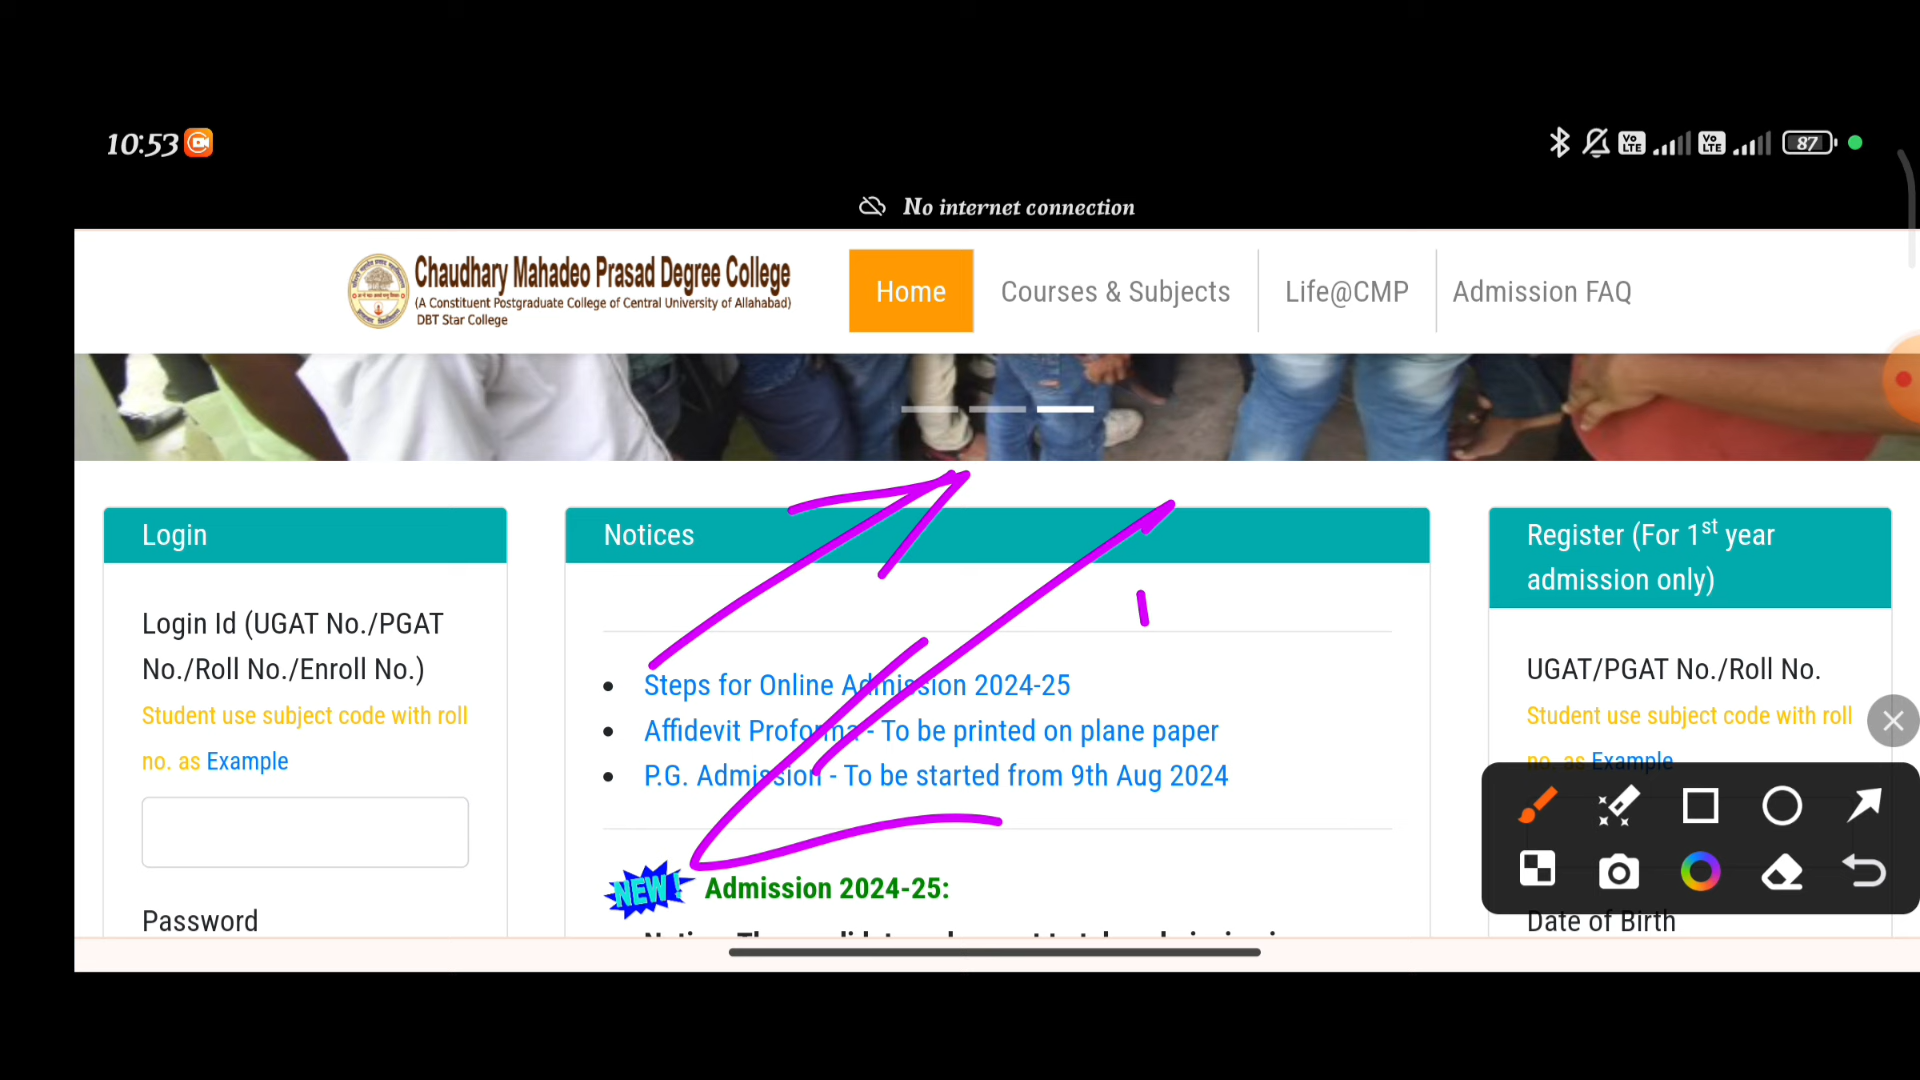 10:53
Vo LTE Vo LTE 87
No internet connection
Chaudhary Mahadeo Prasad Degree College
(A Constituent Postgraduate College of Central University of Allahabad)
DBT Star College
Home
Courses & Subjects
Life@CMP
Admission FAQ
Login
Login Id (UGAT No./PGAT
No./Roll No./Enroll No.)
Student use subject code with roll
no. as Example
Password
Notices
Steps for Online Admission 2024-25
Affidevit Proforma - To be printed on plane paper
P.G. Admission - To be started from 9th Aug 2024
NEW!
Admission 2024-25:
Register (For 1st year
admission only)
UGAT/PGAT No./Roll No.
Student use subject code with roll
no. as Example
Date of Birth